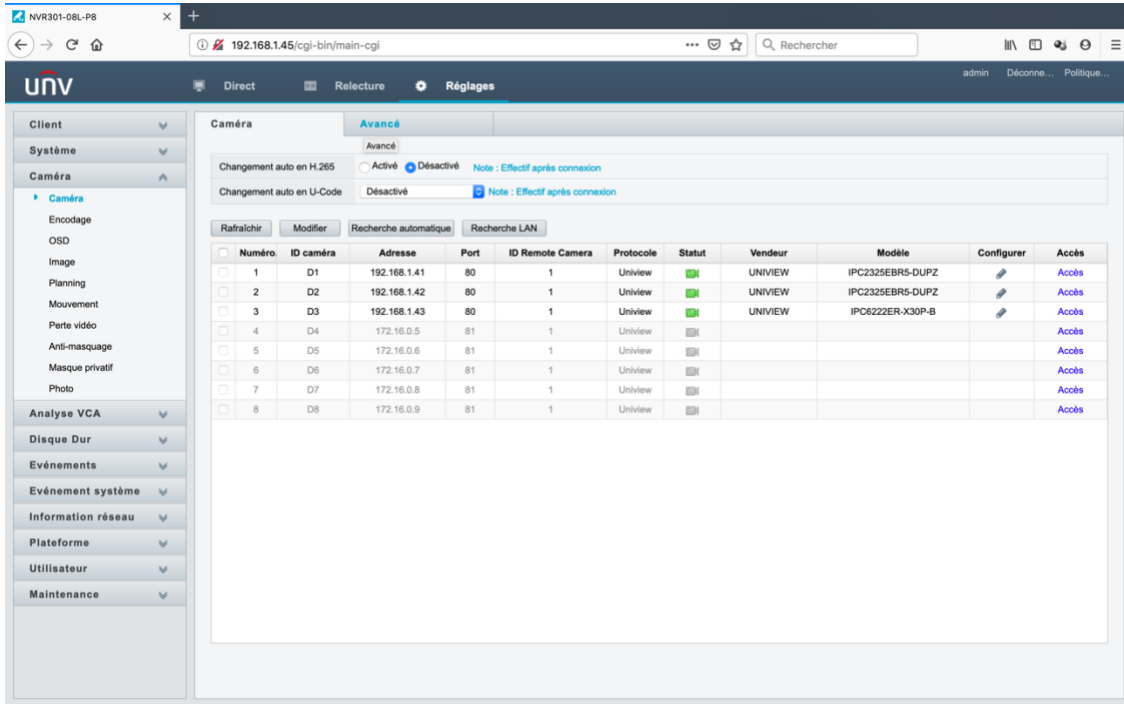 NVR301-08L-P8
192.168.1.45/cgi-bin/main-cgi
Rechercher
unv
Direct
Relecture
Réglages
admin Déconne... Politique...
Client
Système
Caméra
Caméra
Encodage
OSD
Image
Planning
Mouvement
Perte vidéo
Anti-masquage
Masque privatif
Photo
Analyse VCA
Disque Dur
Evénements
Evénement système
Information réseau
Plateforme
Utilisateur
Maintenance
Caméra Avancé
Avancé
Changement auto en H.265 Activé Désactivé Note : Effectif après connexion
Changement auto en U-Code Désactivé Note : Effectif après connexion
Rafraîchir Modifier Recherche automatique Recherche LAN
Numéro. ID caméra Adresse Port ID Remote Camera Protocole Statut Vendeur Modèle Configurer Accès
1 D1 192.168.1.41 80 1 Uniview UNIVIEW IPC2325EBR5-DUPZ Accès
2 D2 192.168.1.42 80 1 Uniview UNIVIEW IPC2325EBR5-DUPZ Accès
3 D3 192.168.1.43 80 1 Uniview UNIVIEW IPC6222ER-X30P-B Accès
4 D4 172.16.0.5 81 1 Uniview Accès
5 D5 172.16.0.6 81 1 Uniview Accès
6 D6 172.16.0.7 81 1 Uniview Accès
7 D7 172.16.0.8 81 1 Uniview Accès
8 D8 172.16.0.9 81 1 Uniview Accès